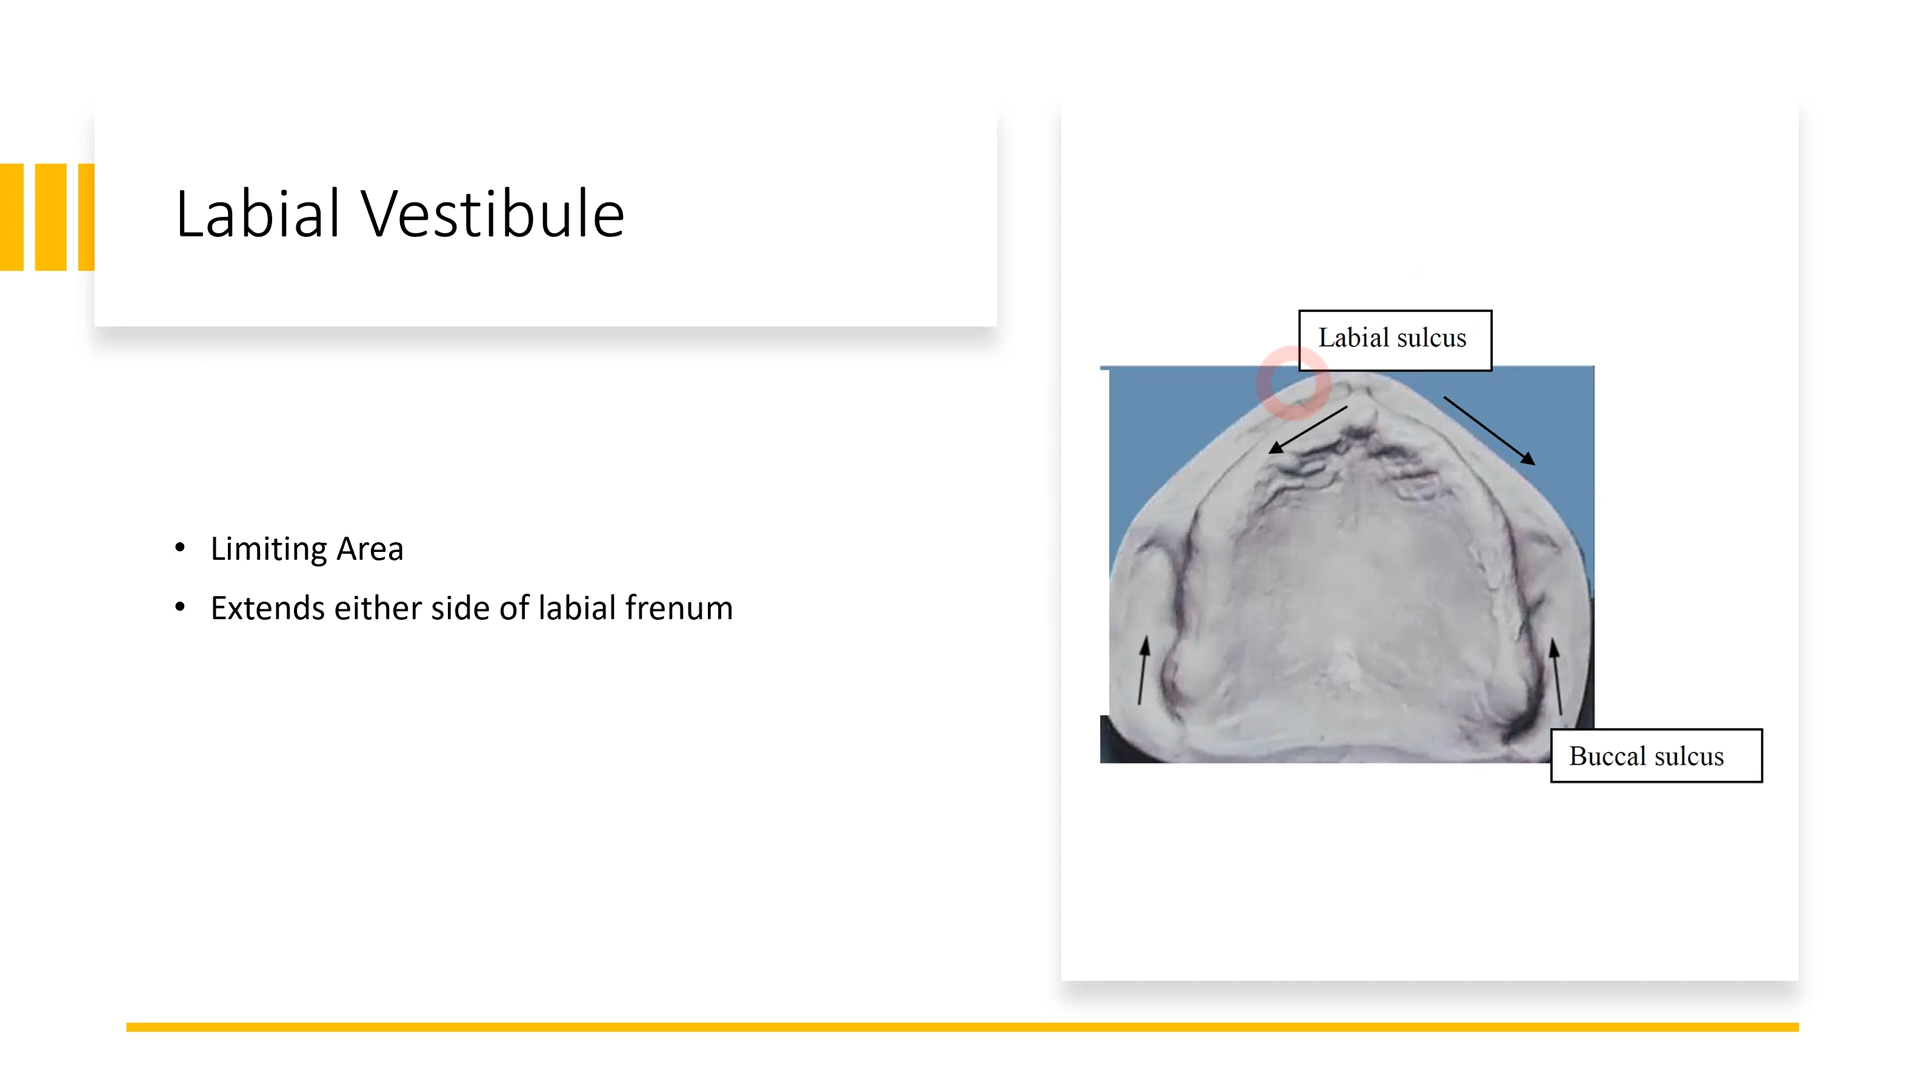 Labial Vestibule
Labial sulcus
Limiting Area
Extends either side of labial frenum
Buccal sulcus